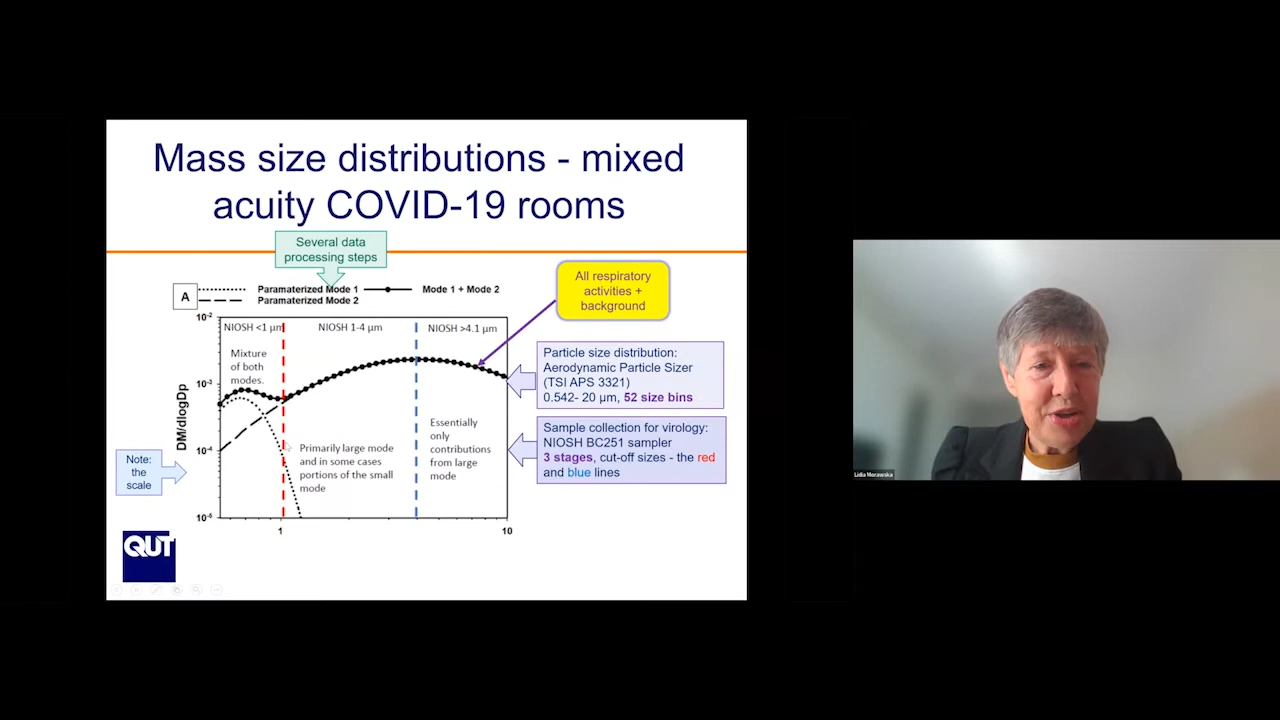 Mass size distributions - mixed
acuity COVID-19 rooms
Several data
processing steps
A
Paramaterized Mode 1
Mode 1 + Mode 2
Paramaterized Mode 2
All respiratory
activities +
background
10-2
10-3
10-4
10-5
DM/dlogDp
NIOSH <1 μm
NIOSH 1-4 μm
NIOSH >4.1 μm
Mixture
of both
modes.
Primarily large mode
and in some cases
portions of the small
mode
Essentially
only
contributions
from large
mode
1
10
Particle size distribution:
Aerodynamic Particle Sizer
(TSI APS 3321)
0.542- 20 μm, 52 size bins
Sample collection for virology:
NIOSH BC251 sampler
3 stages, cut-off sizes - the red
and blue lines
Note:
the
scale
QUT
Lidia Morawska